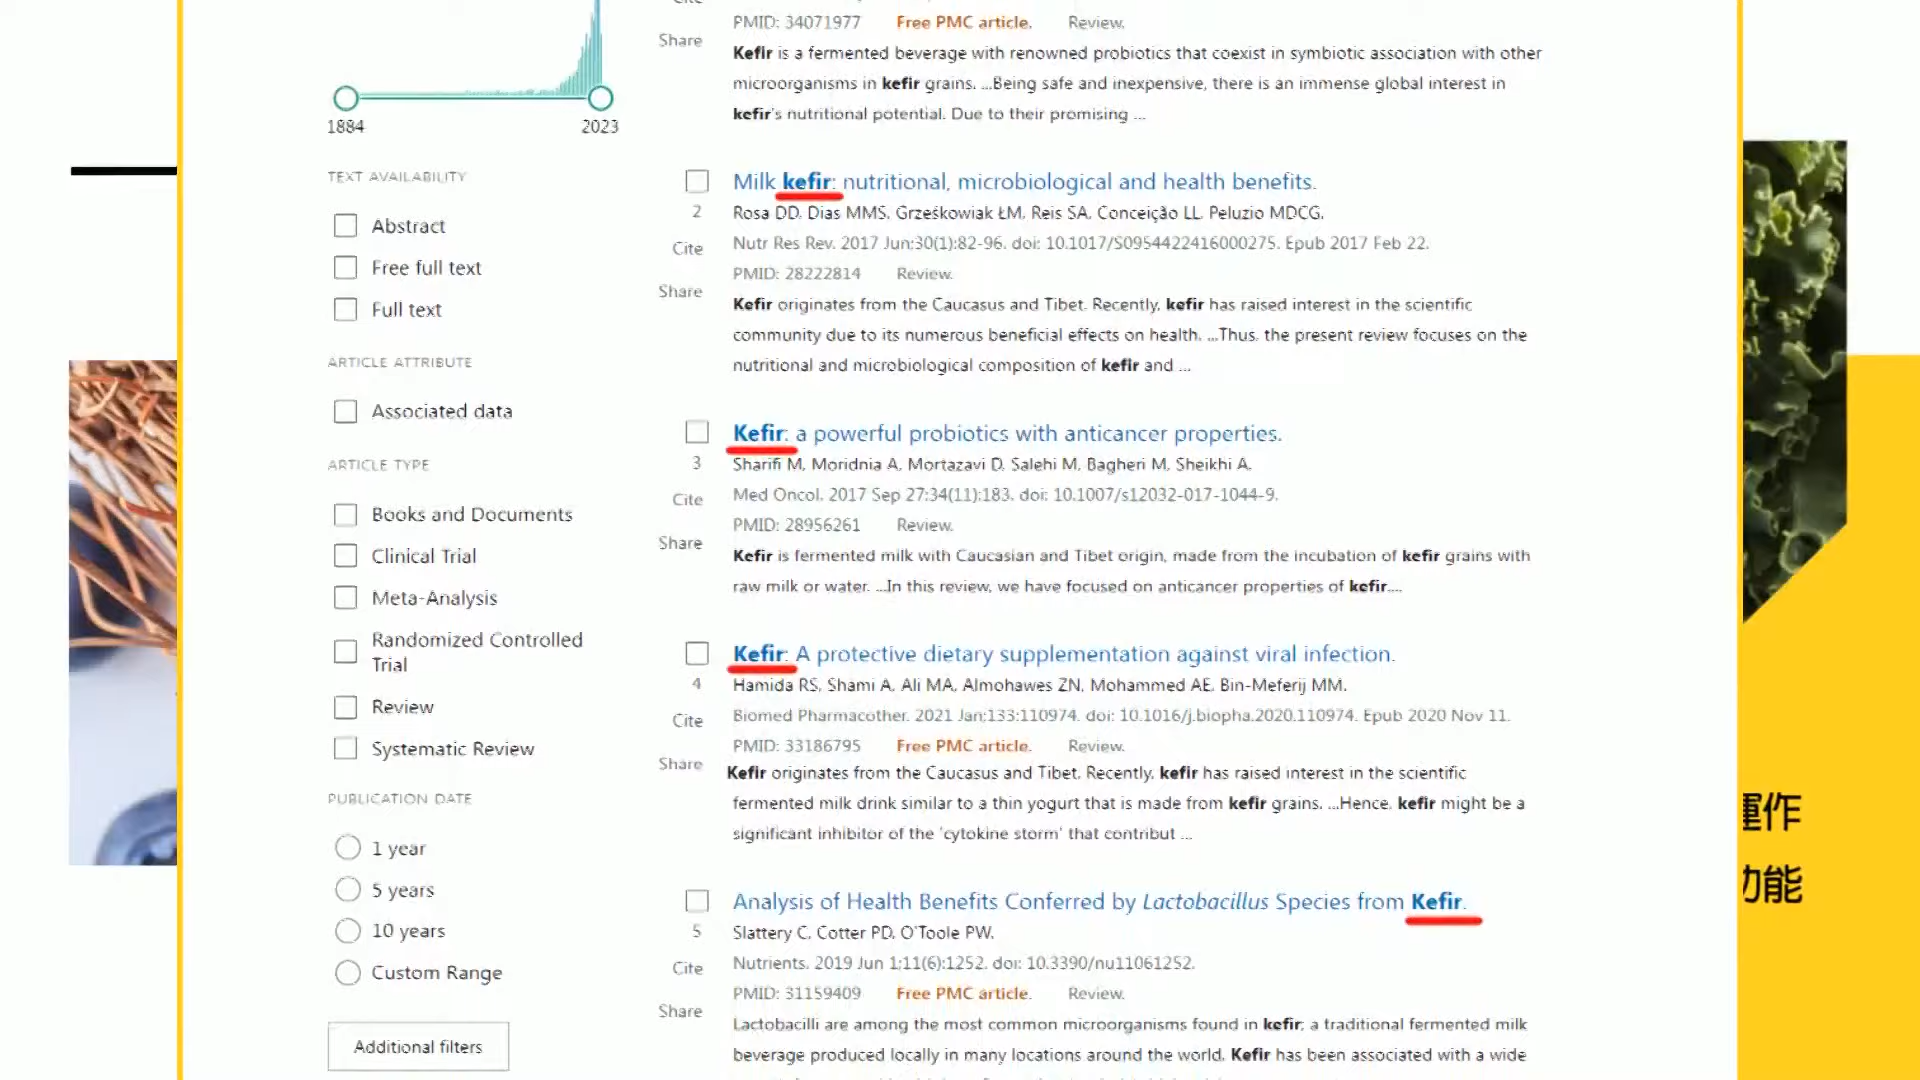 1884
2023
TEXT AVAILABILITY
Abstract
Free full text
Full text
ARTICLE ATTRIBUTE
Associated data
ARTICLE TYPE
Books and Documents
Clinical Trial
Meta-Analysis
Randomized Controlled
Trial
Review
Systematic Review
PUBLICATION DATE
1 year
5 years
10 years
Custom Range
Additional filters
Share
PMID: 34071977 Free PMC article. Review.
Kefir is a fermented beverage with renowned probiotics that coexist in symbiotic association with other
microorganisms in kefir grains. ...Being safe and inexpensive, there is an immense global interest in
kefir's nutritional potential. Due to their promising ...
2
Cite
Share
Milk kefir: nutritional, microbiological and health benefits.
Rosa DD, Dias MMS, Grześkowiak ŁM, Reis SA, Conceição LL, Peluzio MDCG.
Nutr Res Rev. 2017 Jun;30(1):82-96. doi: 10.1017/S0954422416000275. Epub 2017 Feb 22.
PMID: 28222814 Review.
Kefir originates from the Caucasus and Tibet. Recently, kefir has raised interest in the scientific
community due to its numerous beneficial effects on health. ...Thus, the present review focuses on the
nutritional and microbiological composition of kefir and ...
3
Cite
Share
Kefir: a powerful probiotics with anticancer properties.
Sharifi M, Moridnia A, Mortazavi D, Salehi M, Bagheri M, Sheikhi A.
Med Oncol. 2017 Sep 27;34(11):183. doi: 10.1007/s12032-017-1044-9.
PMID: 28956261 Review.
Kefir is fermented milk with Caucasian and Tibet origin, made from the incubation of kefir grains with
raw milk or water. ...In this review, we have focused on anticancer properties of kefir....
4
Cite
Share
Kefir: A protective dietary supplementation against viral infection.
Hamida RS, Shami A, Ali MA, Almohawes ZN, Mohammed AE, Bin-Meferij MM.
Biomed Pharmacother. 2021 Jan;133:110974. doi: 10.1016/j.biopha.2020.110974. Epub 2020 Nov 11.
PMID: 33186795 Free PMC article. Review.
Kefir originates from the Caucasus and Tibet. Recently, kefir has raised interest in the scientific
fermented milk drink similar to a thin yogurt that is made from kefir grains. ...Hence, kefir might be a
significant inhibitor of the 'cytokine storm' that contribut ...
5
Cite
Share
Analysis of Health Benefits Conferred by Lactobacillus Species from Kefir.
Slattery C, Cotter PD, O'Toole PW.
Nutrients. 2019 Jun 1;11(6):1252. doi: 10.3390/nu11061252.
PMID: 31159409 Free PMC article. Review.
Lactobacilli are among the most common microorganisms found in kefir; a traditional fermented milk
beverage produced locally in many locations around the world. Kefir has been associated with a wide
運作
功能